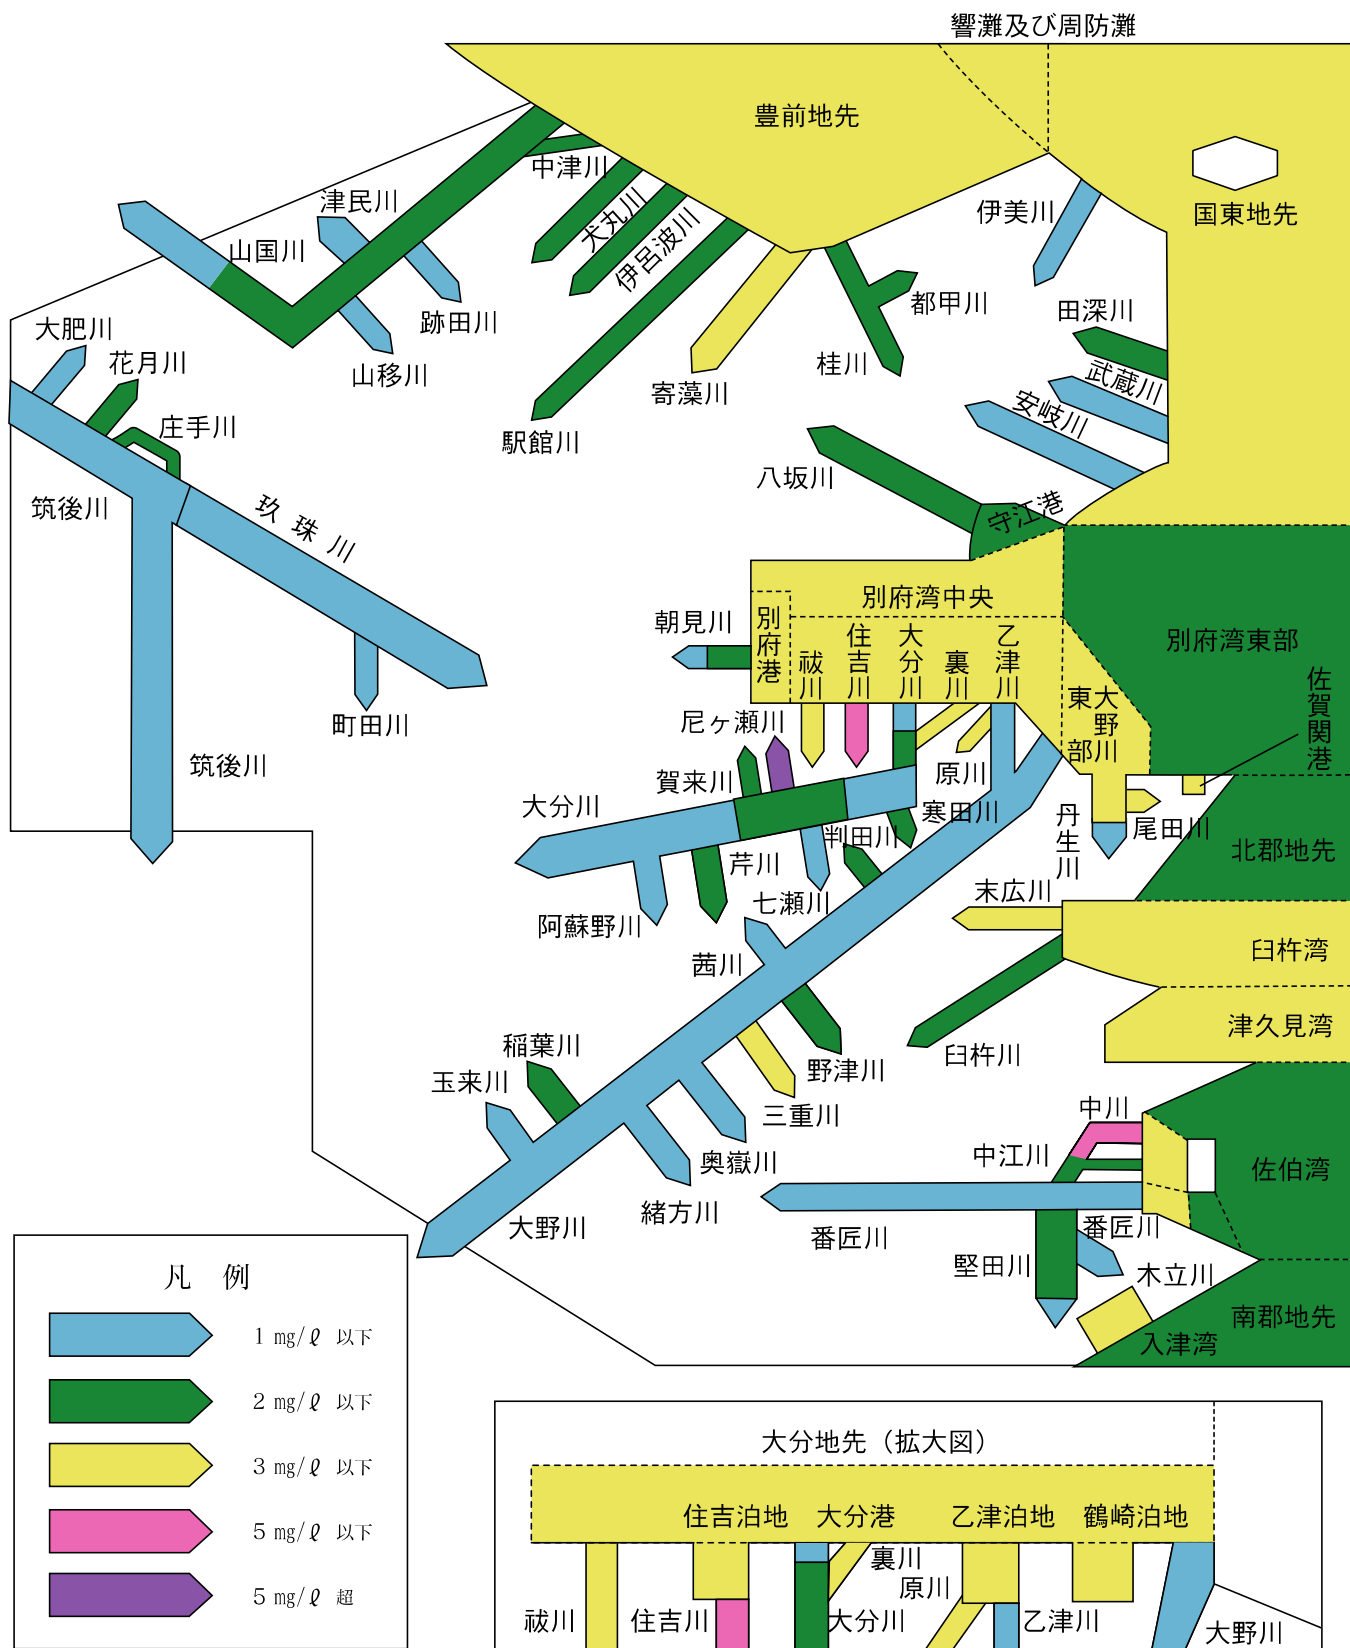 響灘及び周防灘
豊前地先
国東地先
中津川
津民川
山国川
犬丸川
伊呂波川
伊美川
跡田川
山移川
都甲川
田深川
大肥川
花月川
桂川
寄藻川
武蔵川
安岐川
庄手川
駅館川
八坂川
筑後川
玖珠川
守江港
別府湾中央
別府湾東部
朝見川
別府港
祓川
住吉川
大分川
裏川
乙津川
大野川
東部
佐賀関港
町田川
尼ヶ瀬川
筑後川
賀来川
原川
大分川
寒田川
判田川
丹生川
尾田川
北郡地先
芹川
七瀬川
末広川
阿蘇野川
臼杵湾
茜川
津久見湾
稲葉川
臼杵川
玉来川
野津川
三重川
中川
奥嶽川
中江川
佐伯湾
緒方川
大野川
番匠川
番匠川
堅田川
木立川
南郡地先
入津湾
凡 例
1 mg/ℓ 以下
2 mg/ℓ 以下
3 mg/ℓ 以下
5 mg/ℓ 以下
5 mg/ℓ 超
大分地先（拡大図）
住吉泊地
大分港
乙津泊地
鶴崎泊地
裏川
原川
祓川
住吉川
大分川
乙津川
大野川